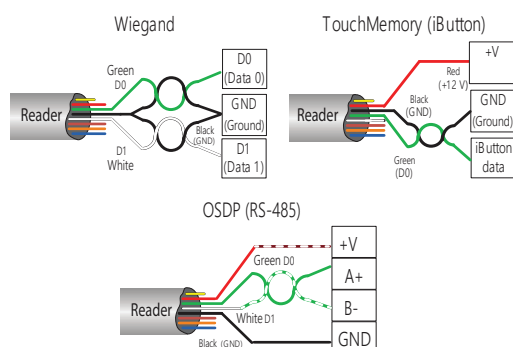 Wiegand
Green
D0
D0
(Data 0)
GND
(Ground)
D1
(Data 1)
Reader
Black
(GND)
D1
White
TouchMemory (iButton)
+V
Red
(+12 V)
Black
(GND)
GND
(Ground)
Reader
Green
(D0)
iButton
data
OSDP (RS-485)
+V
Green D0
A+
B-
Reader
White D1
Black (GND)
GND